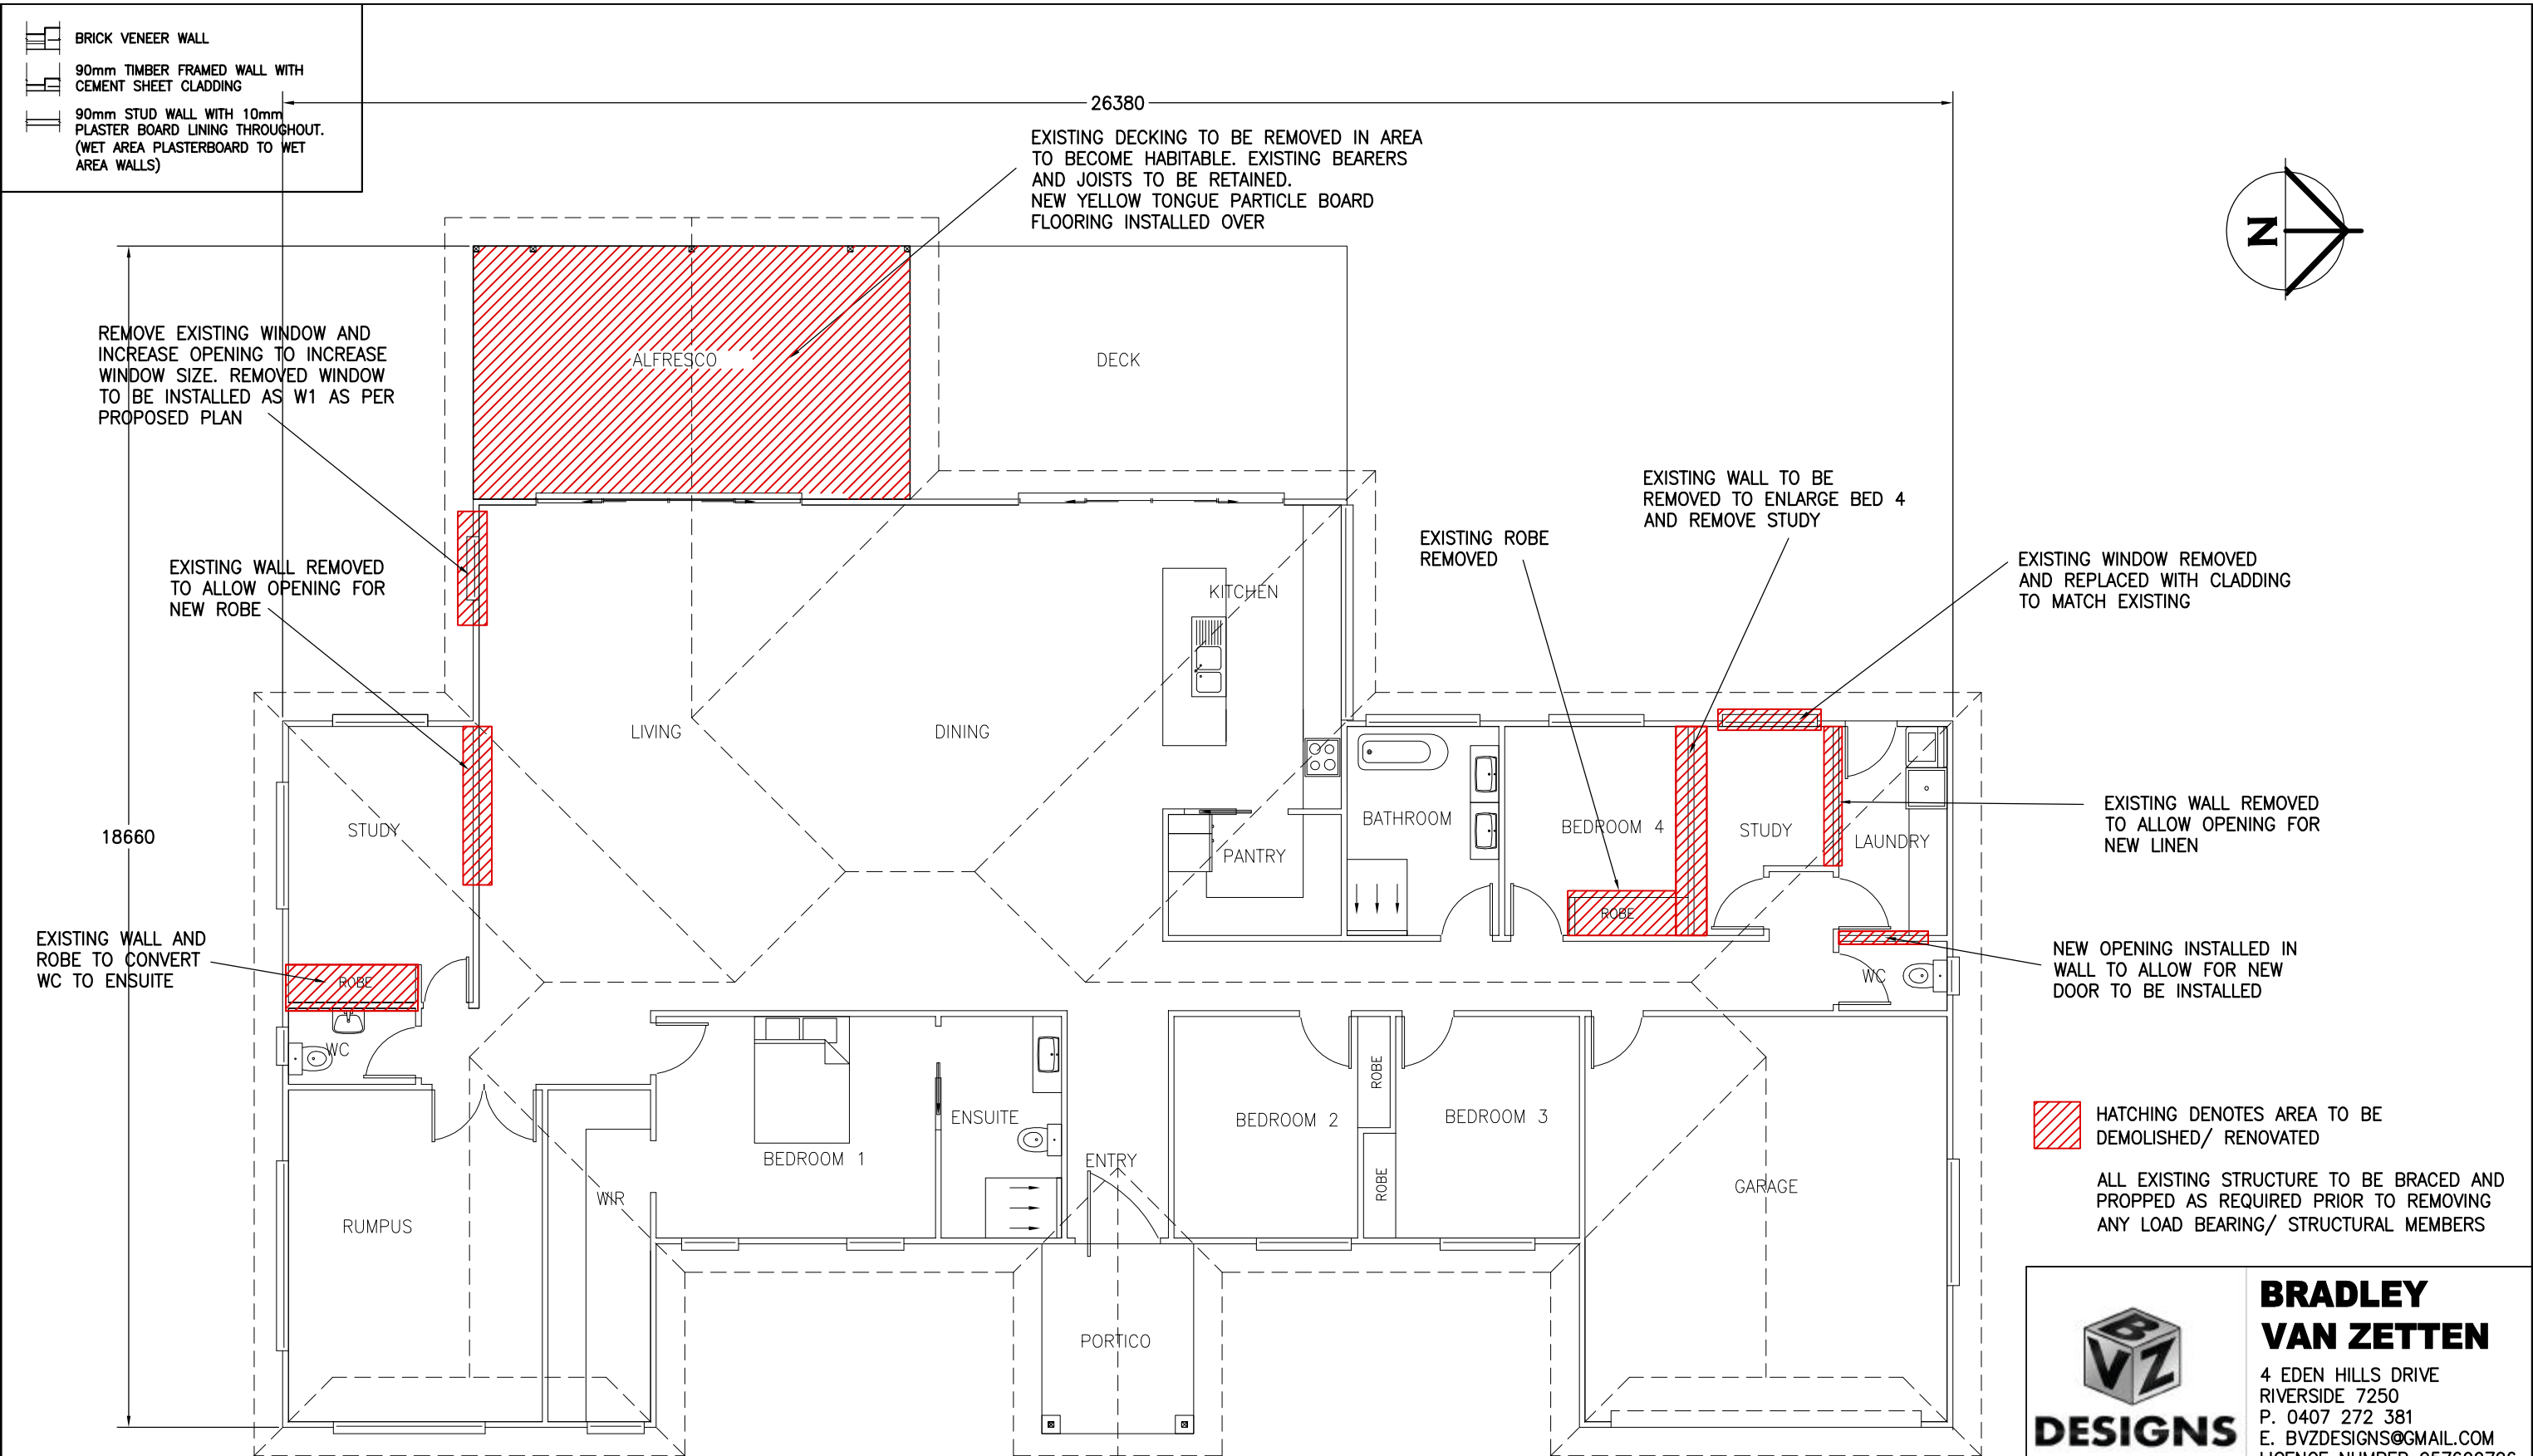 BRICK VENEER WALL
90mm TIMBER FRAMED WALL WITH
CEMENT SHEET CLADDING
90mm STUD WALL WITH 10mm
PLASTER BOARD LINING THROUGHOUT.
(WET AREA PLASTERBOARD TO WET
AREA WALLS)
26380
EXISTING DECKING TO BE REMOVED IN AREA
TO BECOME HABITABLE. EXISTING BEARERS
AND JOISTS TO BE RETAINED.
NEW YELLOW TONGUE PARTICLE BOARD
FLOORING INSTALLED OVER
N
REMOVE EXISTING WINDOW AND
INCREASE OPENING TO INCREASE
WINDOW SIZE. REMOVED WINDOW
TO BE INSTALLED AS W1 AS PER
PROPOSED PLAN
ALFRESCO
DECK
EXISTING WALL REMOVED
TO ALLOW OPENING FOR
NEW ROBE
KITCHEN
EXISTING ROBE
REMOVED
EXISTING WALL TO BE
REMOVED TO ENLARGE BED 4
AND REMOVE STUDY
EXISTING WINDOW REMOVED
AND REPLACED WITH CLADDING
TO MATCH EXISTING
LIVING
DINING
18660
STUDY
PANTRY
BATHROOM
BEDROOM 4
STUDY
LAUNDRY
EXISTING WALL REMOVED
TO ALLOW OPENING FOR
NEW LINEN
ROBE
EXISTING WALL AND
ROBE TO CONVERT
WC TO ENSUITE
ROBE
WC
WC
NEW OPENING INSTALLED IN
WALL TO ALLOW FOR NEW
DOOR TO BE INSTALLED
BEDROOM 1
ENSUITE
ENTRY
BEDROOM 2
ROBE
ROBE
BEDROOM 3
GARAGE
WIR
RUMPUS
PORTICO
HATCHING DENOTES AREA TO BE
DEMOLISHED/ RENOVATED
ALL EXISTING STRUCTURE TO BE BRACED AND
PROPPED AS REQUIRED PRIOR TO REMOVING
ANY LOAD BEARING/ STRUCTURAL MEMBERS
BVZ
DESIGNS
BRADLEY
VAN ZETTEN
4 EDEN HILLS DRIVE
RIVERSIDE 7250
P. 0407 272 381
E. BVZDESIGNS@GMAIL.COM
LICENCE NUMBER